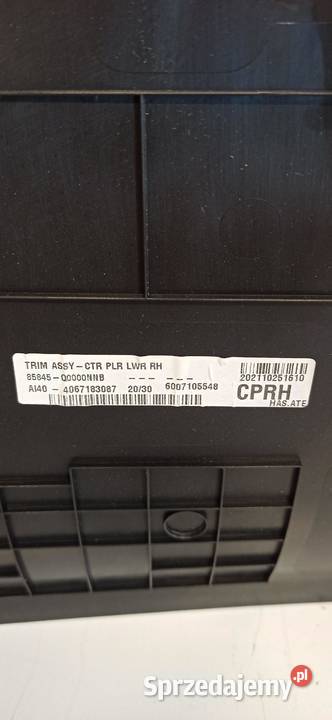 TRIM ASSY-CTR PLR LWR RH
85845-Q0000NNB --- ---
AI40 - 4067183087 20/30 6007105548
202110251610
CPRH
HAS.ATE
Sprzedajemy
.pl